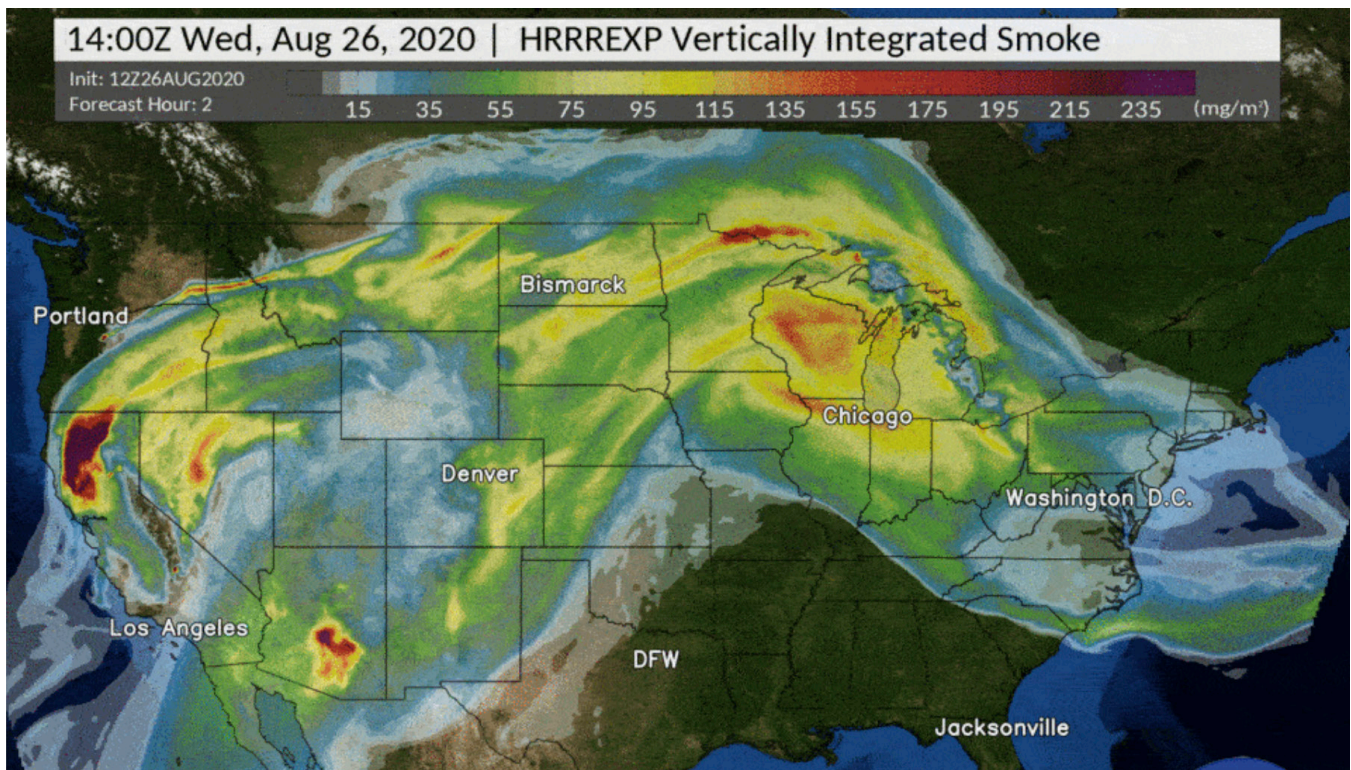 14:00Z Wed, Aug 26, 2020 | HRRREXP Vertically Integrated Smoke
Init: 12Z26AUG2020
Forecast Hour: 2
15 35 55 75 95 115 135 155 175 195 215 235 (mg/m²)
Portland
Bismarck
Chicago
Denver
Washington D.C.
Los Angeles
DFW
Jacksonville